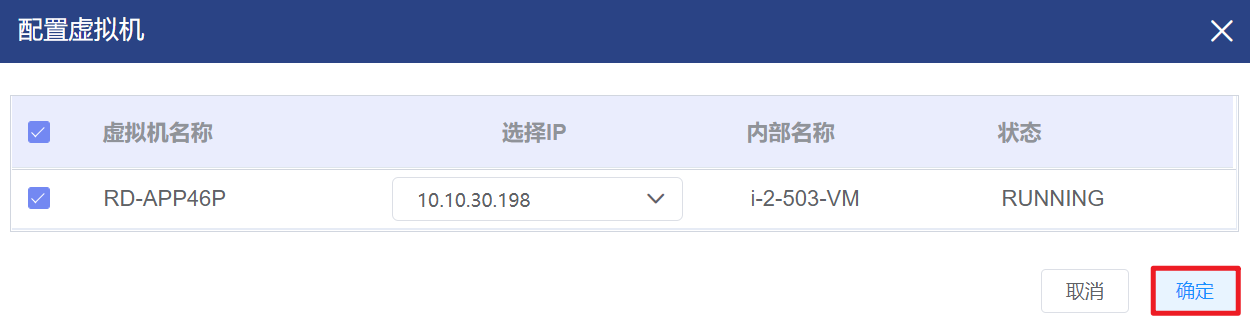 配置虚拟机
虚拟机名称 选择IP 内部名称 状态
RD-APP46P 10.10.30.198 i-2-503-VM RUNNING
取消 确定